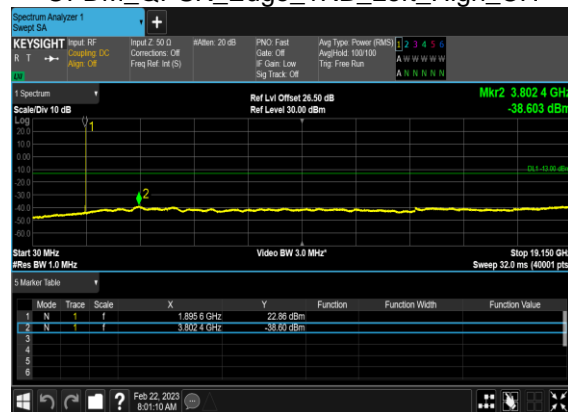 Spectrum Analyzer 1
Swept SA
+
KEYSIGHT Input: RF Input Z: 50 Ω #Atten: 20 dB PNO: Fast Avg Type: Power (RMS) 1 2 3 4 5 6
R T Coupling: DC Corrections: Off Gate: Off Avg|Hold: 100/100 A W W W W W
Align: Off Freq Ref: Int (S) IF Gain: Low Trig: Free Run
LU Sig Track: Off A N N N N N
1 Spectrum Ref Lvl Offset 26.50 dB Mkr2 3.802 4 GHz
Scale/Div 10 dB Ref Level 30.00 dBm -38.603 dBm
Log
20.0
10.0
0.00
-10.0
-20.0
-30.0
-40.0
-50.0
-60.0
1
2
DL1 -13.00 dBm
Start 30 MHz Video BW 3.0 MHz* Stop 19.150 GHz
#Res BW 1.0 MHz Sweep 32.0 ms (40001 pts)
5 Marker Table
Mode Trace Scale X Y Function Function Width Function Value
1 N 1 f 1.895 6 GHz 22.86 dBm
2 N 1 f 3.802 4 GHz -38.60 dBm
3
4
5
6
? Feb 22, 2023
8:01:10 AM